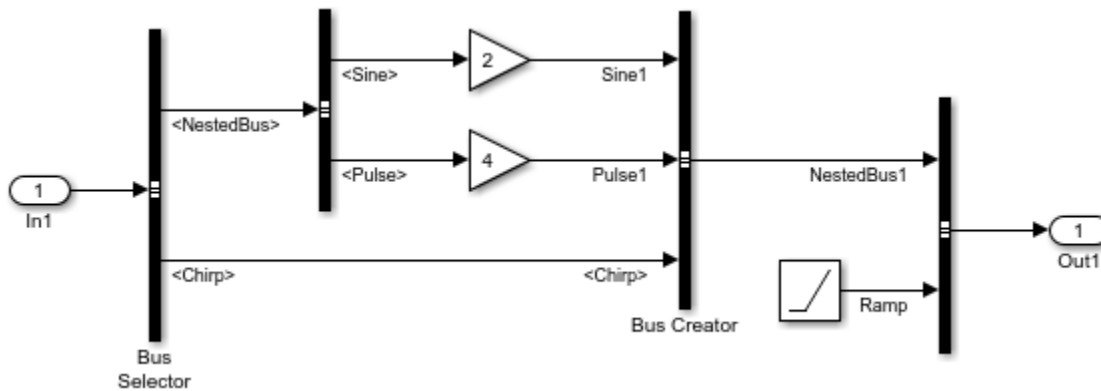 <Sine>
2
Sine1
<NestedBus>
<Pulse>
4
Pulse1
NestedBus1
1
In1
1
Out1
<Chirp>
<Chirp>
Ramp
Bus Creator
Bus
Selector